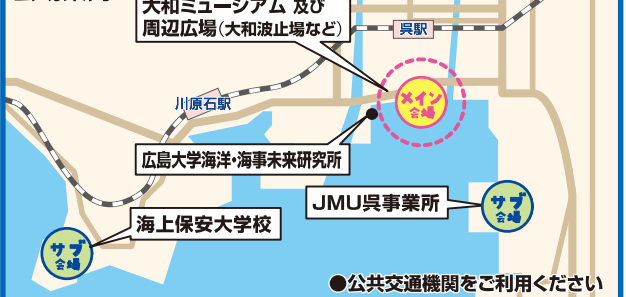 大和ミュージアム 及び
周辺広場(大和波止場など)
呉駅
川原石駅
メイン
会場
広島大学海洋・海事未来研究所
JMU呉事業所
サブ
会場
海上保安大学校
サブ
会場
●公共交通機関をご利用ください